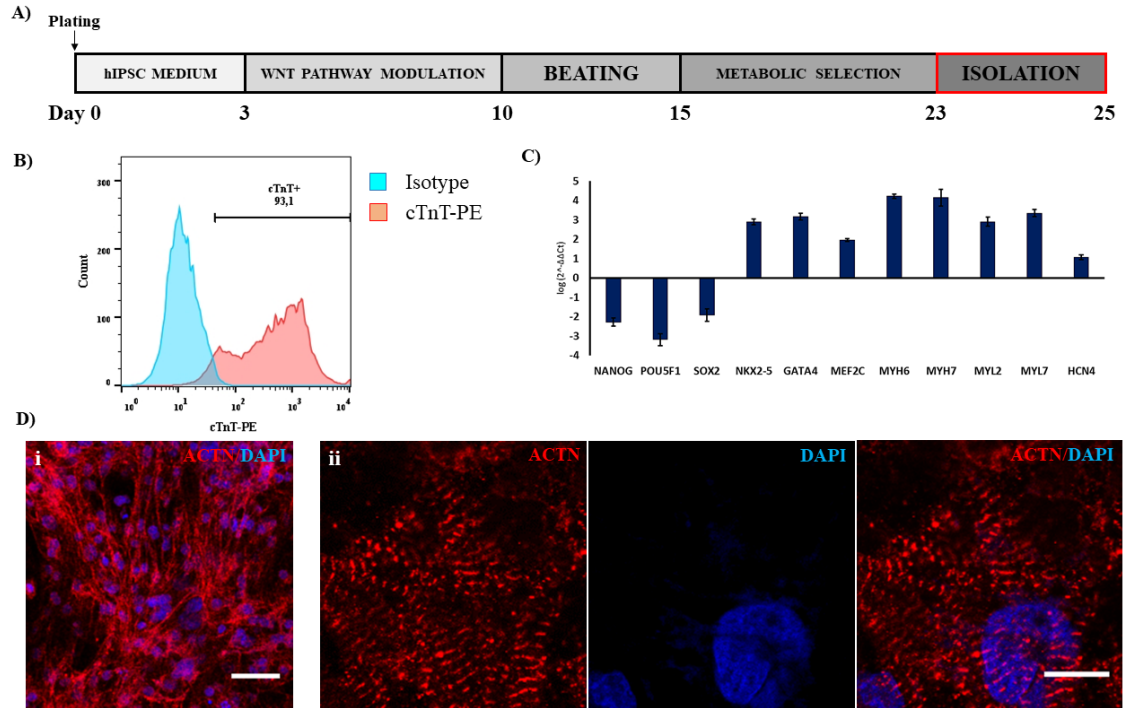 A)
Plating
hIPSC MEDIUM WNT PATHWAY MODULATION BEATING METABOLIC SELECTION ISOLATION
Day 0 3 10 15 23 25
B)
300
200
100
0
Count
cTnT+
93,1
10^0 10^1 10^2 10^3 10^4
cTnT-PE
Isotype
cTnT-PE
C)
5
4
3
2
1
0
-1
-2
-3
-4
log(2^-ΔΔCt)
NANOG POU5F1 SOX2 NKX2-5 GATA4 MEF2C MYH6 MYH7 MYL2 MYL7 HCN4
D)
i ACTN DAPI
ii ACTN
DAPI
ACTN/DAPI